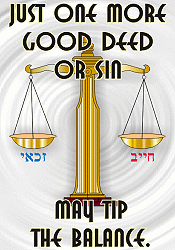 JUST ONE MORE
GOOD DEED
OR SIN
זכאי
חייב
MAY TIP
THE BALANCE.